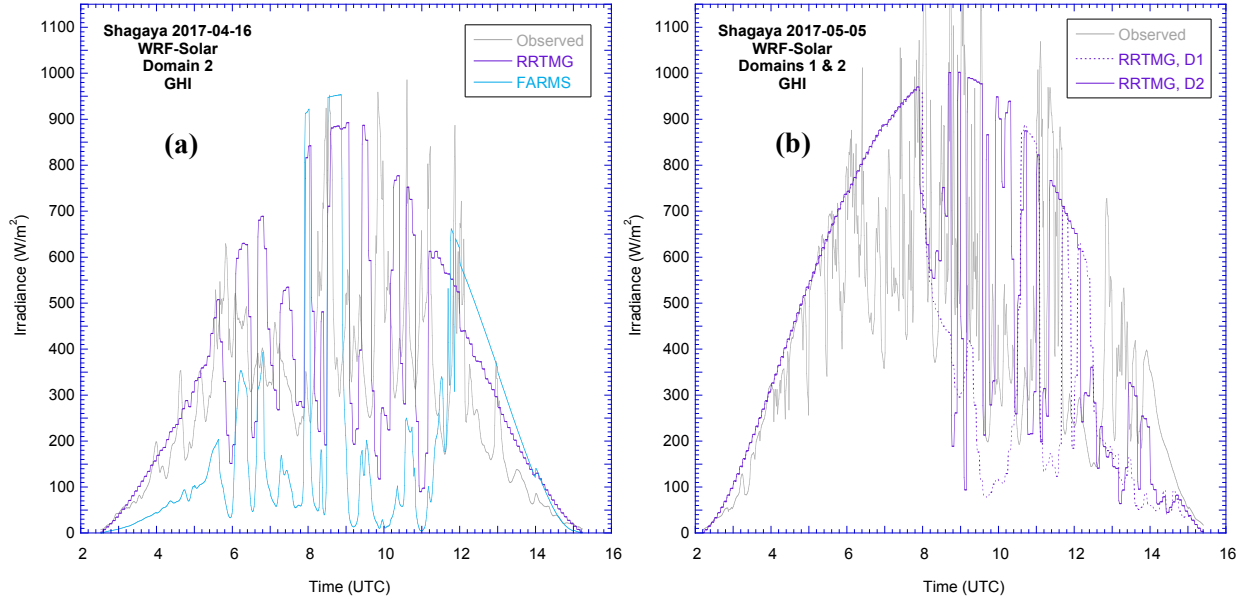 Shagaya 2017-04-16
WRF-Solar
Domain 2
GHI
(a)
Observed
RRTMG
FARMS
Irradiance (W/m²)
1100
1000
900
800
700
600
500
400
300
200
100
0
2 4 6 8 10 12 14 16
Time (UTC)
Shagaya 2017-05-05
WRF-Solar
Domains 1 & 2
GHI
(b)
Observed
RRTMG, D1
RRTMG, D2
Irradiance (W/m²)
1100
1000
900
800
700
600
500
400
300
200
100
0
2 4 6 8 10 12 14 16
Time (UTC)